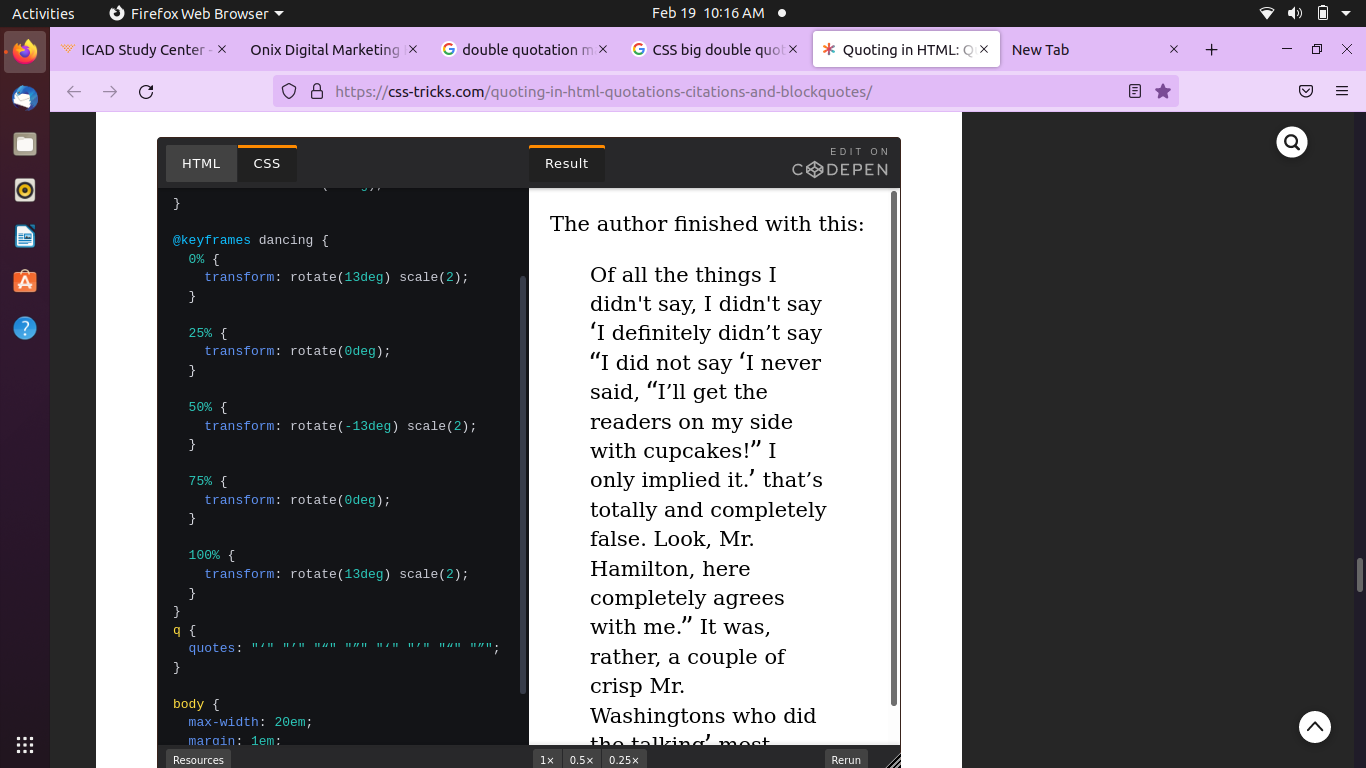 Activities Firefox Web Browser Feb 19 10:16 AM
ICAD Study Center - Onix Digital Marketing double quotation m CSS big double quot Quoting in HTML: Q New Tab
https://css-tricks.com/quoting-in-html-quotations-citations-and-blockquotes/
HTML CSS Result EDIT ON
CODEPEN
}
@keyframes dancing {
0% {
transform: rotate(13deg) scale(2);
}
25% {
transform: rotate(0deg);
}
50% {
transform: rotate(-13deg) scale(2);
}
75% {
transform: rotate(0deg);
}
100% {
transform: rotate(13deg) scale(2);
}
}
q {
quotes: "‘" "’" "“" "”" "‘" "’" "“" "”";
}
body {
max-width: 20em;
margin: 1em;
The author finished with this:
Of all the things I
didn't say, I didn't say
‘I definitely didn’t say
“I did not say ‘I never
said, “I’ll get the
readers on my side
with cupcakes!” I
only implied it.’ that’s
totally and completely
false. Look, Mr.
Hamilton, here
completely agrees
with me.” It was,
rather, a couple of
crisp Mr.
Washingtons who did
the talking’ most
Resources 1× 0.5× 0.25× Rerun